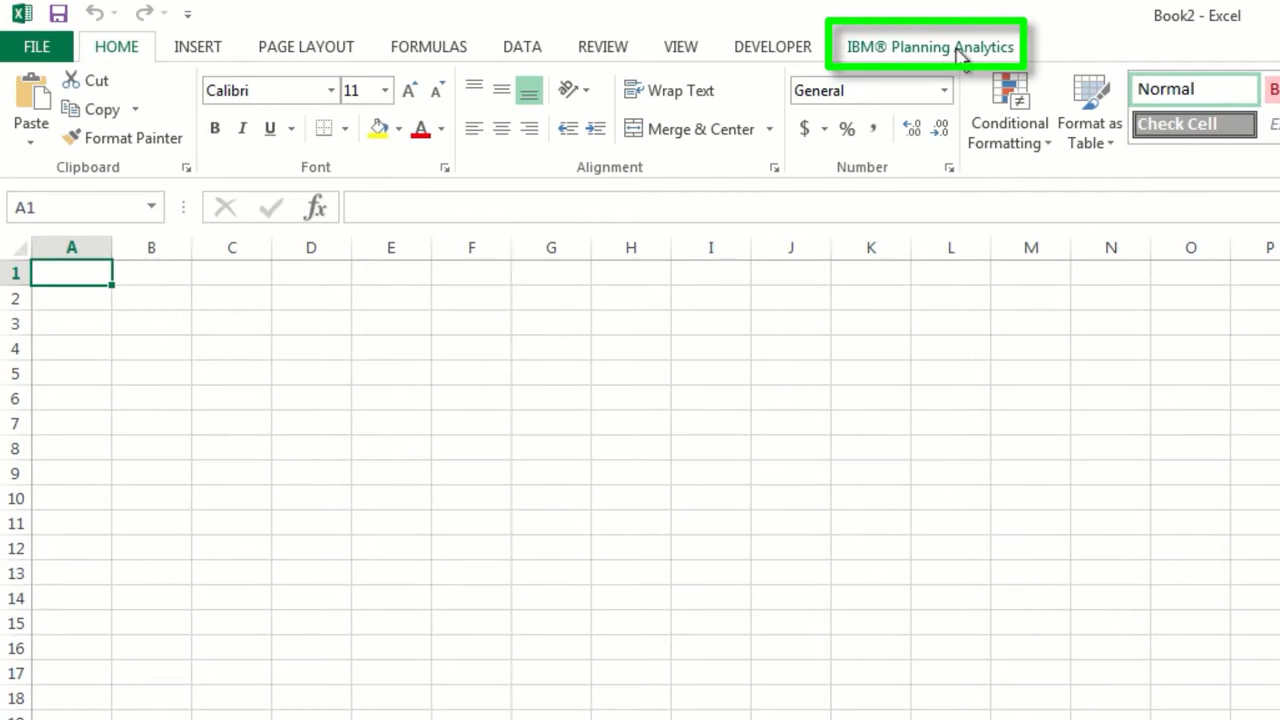 Book2 - Excel
FILE HOME INSERT PAGE LAYOUT FORMULAS DATA REVIEW VIEW DEVELOPER IBM® Planning Analytics
Paste
Cut
Copy
Format Painter
Clipboard
Calibri 11
B I U A
Font
Wrap Text
Merge & Center
Alignment
General
$ % ,
Number
Conditional
Formatting
Format as
Table
Normal
Check Cell
A1
fx
A B C D E F G H I J K L M N O P
1
2
3
4
5
6
7
8
9
10
11
12
13
14
15
16
17
18